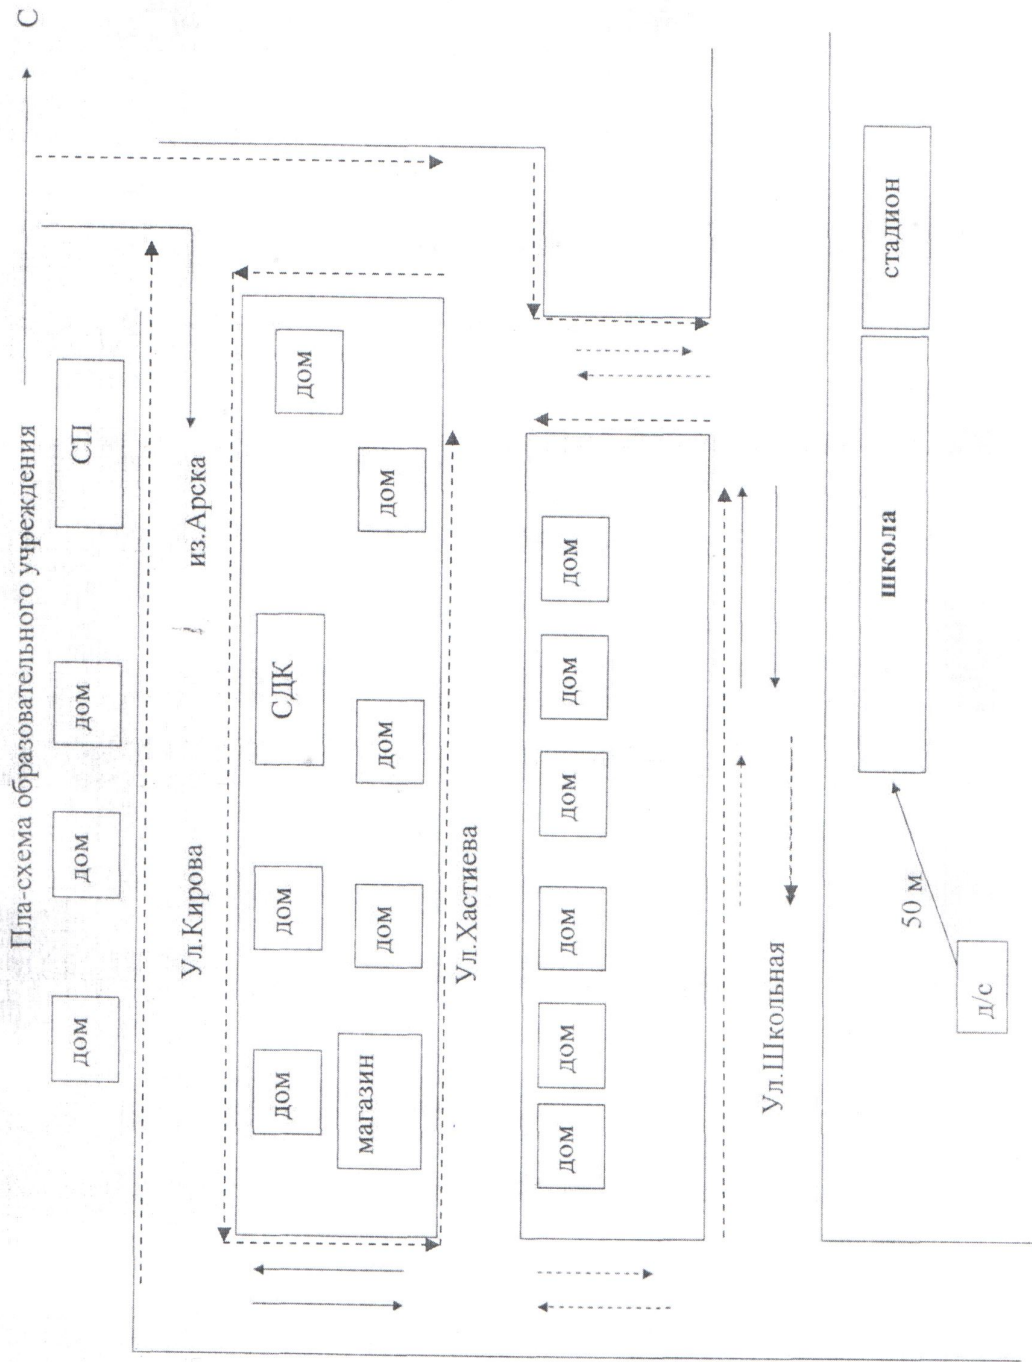 Пла-схема образовательного учреждения
С
дом
дом
дом
СП
Ул.Кирова
из.Арска
дом
дом
СДК
дом
магазин
дом
дом
дом
Ул.Хастиева
дом
дом
дом
дом
дом
дом
Ул.Школьная
школа
стадион
50 м
д/с